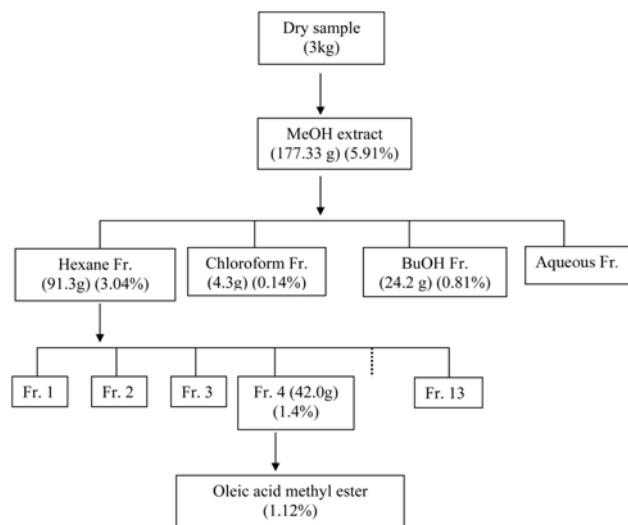 Dry sample
(3kg)
MeOH extract
(177.33 g) (5.91%)
Hexane Fr.
(91.3g) (3.04%)
Chloroform Fr.
(4.3g) (0.14%)
BuOH Fr.
(24.2 g) (0.81%)
Aqueous Fr.
Fr. 1
Fr. 2
Fr. 3
Fr. 4 (42.0g)
(1.4%)
Fr. 13
Oleic acid methyl ester
(1.12%)